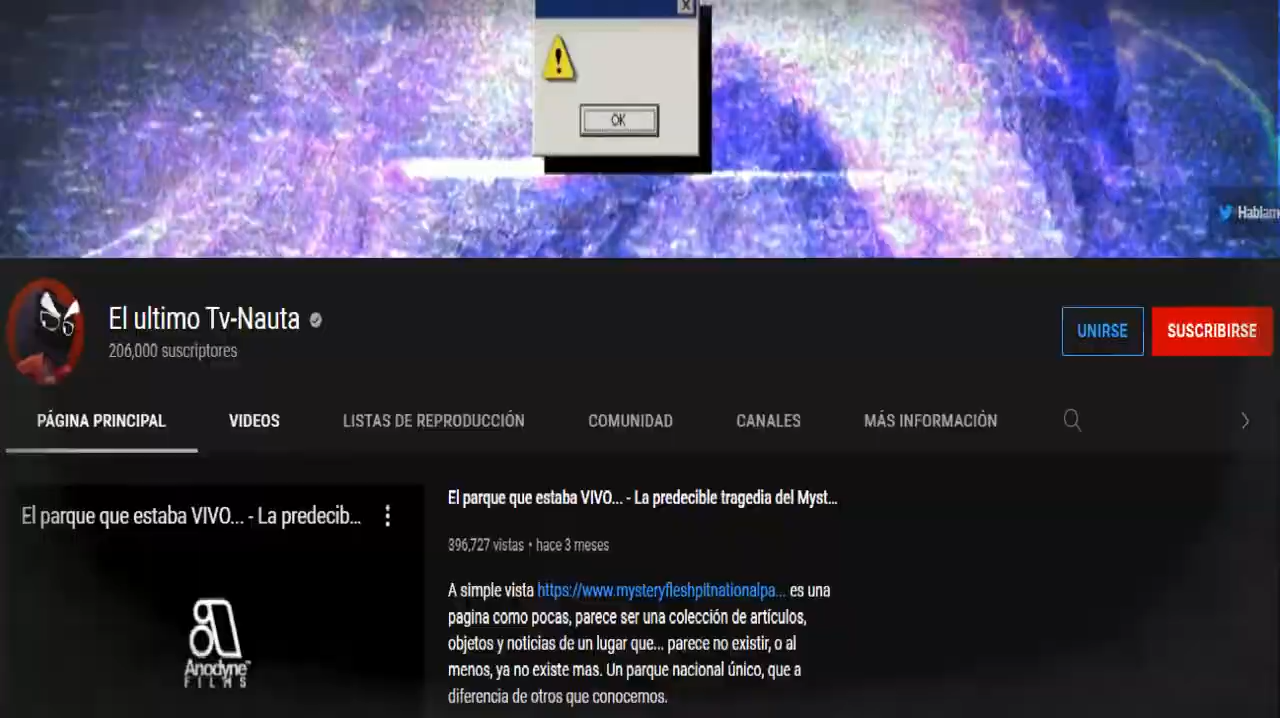 X
OK
Hablam
El ultimo Tv-Nauta
206,000 suscriptores
UNIRSE
SUSCRIBIRSE
PÁGINA PRINCIPAL
VIDEOS
LISTAS DE REPRODUCCIÓN
COMUNIDAD
CANALES
MÁS INFORMACIÓN
El parque que estaba VIVO... - La predecib...
Anodyne™
FILMS
El parque que estaba VIVO... - La predecible tragedia del Myst...
396,727 vistas • hace 3 meses
A simple vista https://www.mysteryfleshpitnationalpa... es una
pagina como pocas, parece ser una colección de artículos,
objetos y noticias de un lugar que... parece no existir, o al
menos, ya no existe mas. Un parque nacional único, que a
diferencia de otros que conocemos.